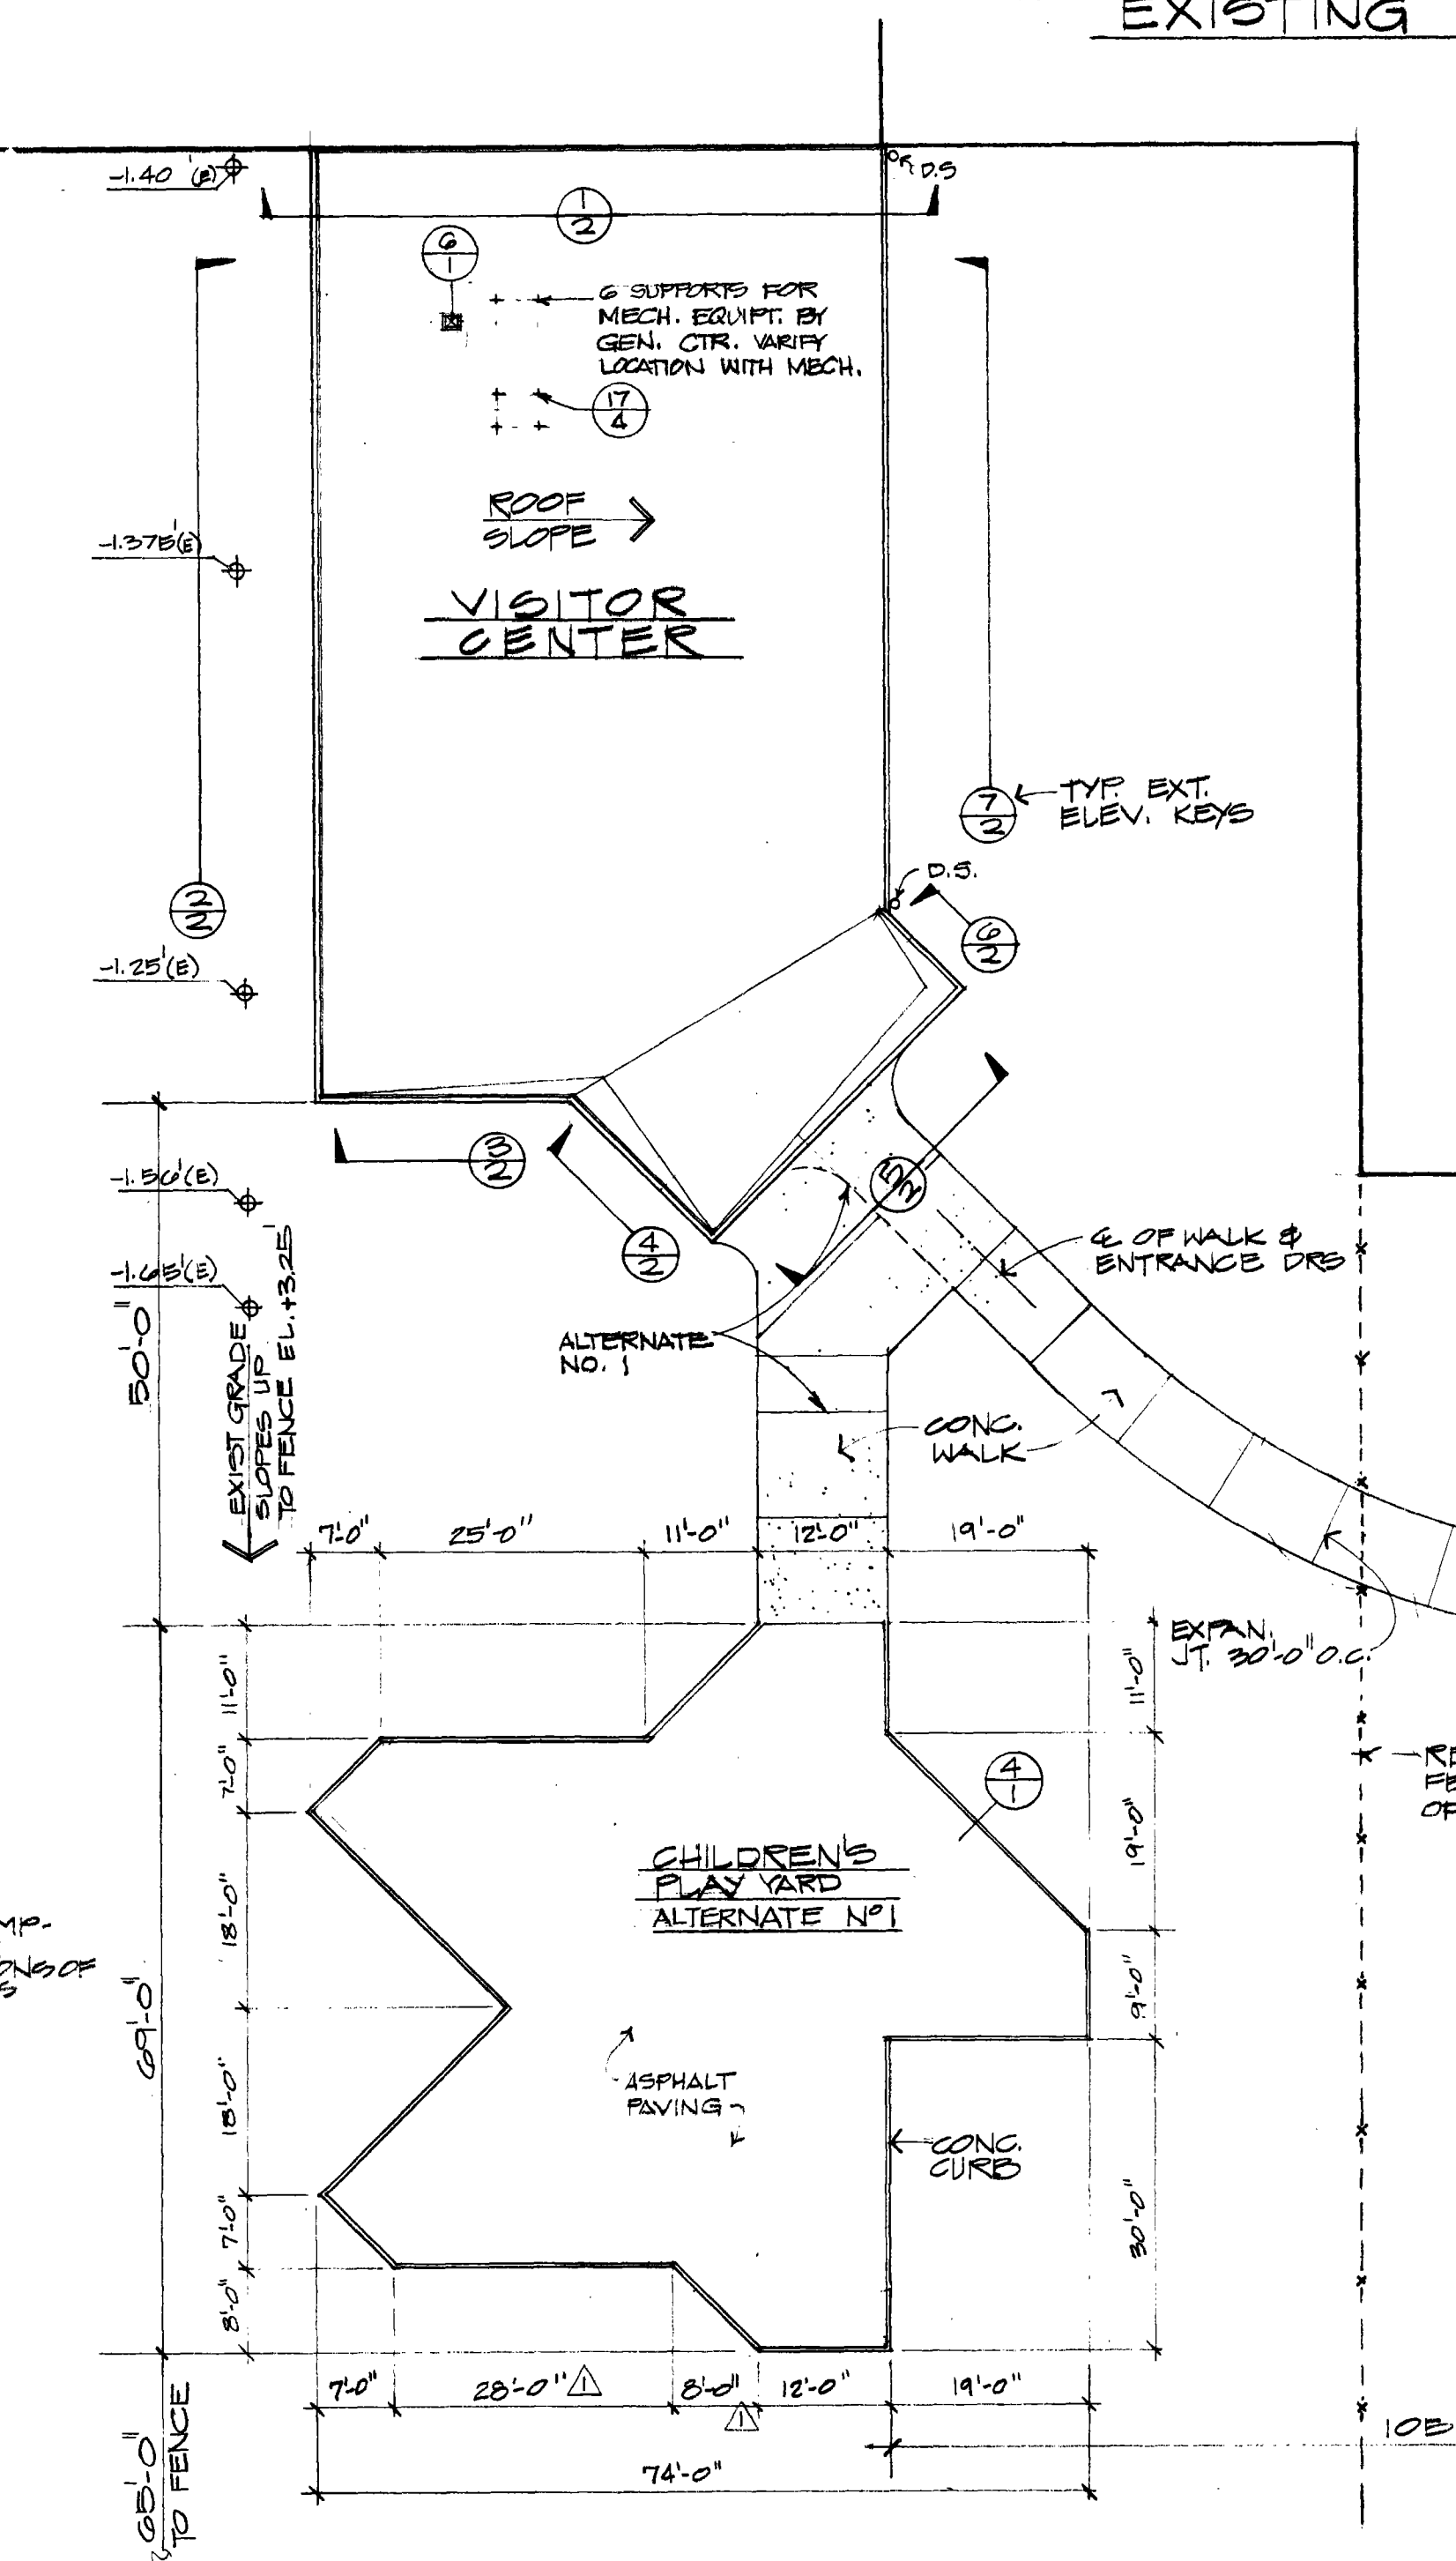 EXISTING
-1.40'(E)
D.S
1
2
6
1
6 SUPPORTS FOR
MECH. EQUIPT. BY
GEN. CTR. VARIFY
LOCATION WITH MECH.
17
4
ROOF
SLOPE
-1.375'(E)
VISITOR
CENTER
7
2
TYP. EXT.
ELEV. KEYS
D.S.
2
2
6
2
-1.25'(E)
3
2
-1.56'(E)
5
2
4
2
℄ OF WALK &
ENTRANCE DRS
-1.65'(E)
50'-0"
EXIST GRADE
SLOPES UP
TO FENCE EL.+3.25'
ALTERNATE
NO. 1
CONC.
WALK
7'-0" 25'-0" 11'-0" 12'-0" 19'-0"
EXPAN.
JT. 30'-0" O.C.
11'-0"
11'-0"
7'-0"
4
1
19'-0"
CHILDREN'S
PLAY YARD
ALTERNATE Nº1
18'-0"
69'-0"
9'-0"
ASPHALT
PAVING
18'-0"
CONC.
CURB
7'-0"
30'-0"
8'-0"
7'-0" 28'-0" 1 8'-0" 1 12'-0" 19'-0"
65'-0"
TO FENCE
74'-0"